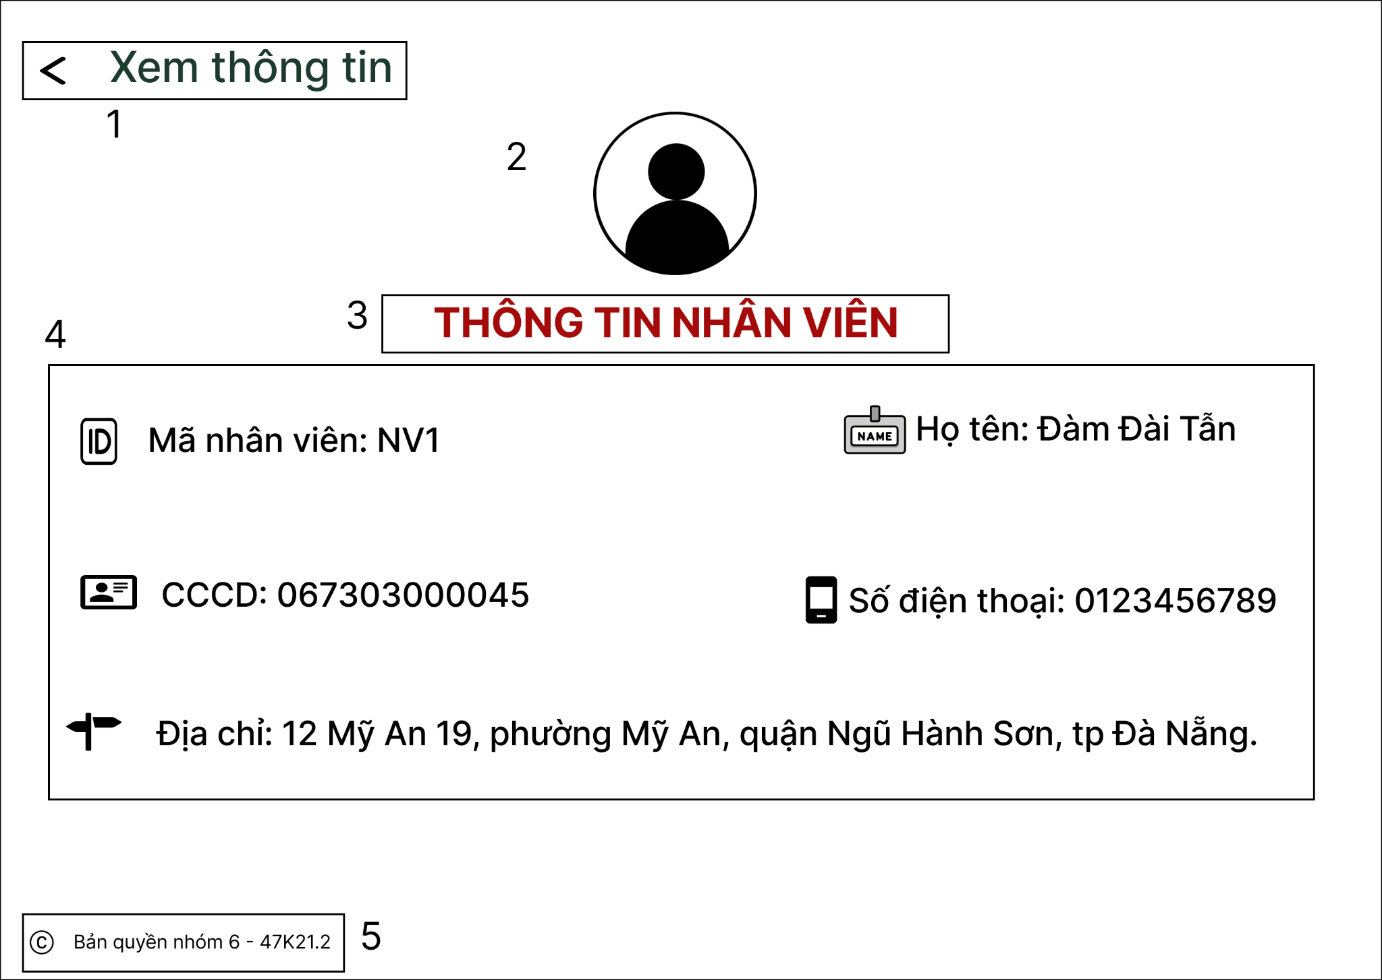 < Xem thông tin
1
2
3
THÔNG TIN NHÂN VIÊN
4
ID Mã nhân viên: NV1
NAME Họ tên: Đàm Đài Tẫn
CCCD: 067303000045
Số điện thoại: 0123456789
Địa chỉ: 12 Mỹ An 19, phường Mỹ An, quận Ngũ Hành Sơn, tp Đà Nẵng.
© Bản quyền nhóm 6 - 47K21.2
5